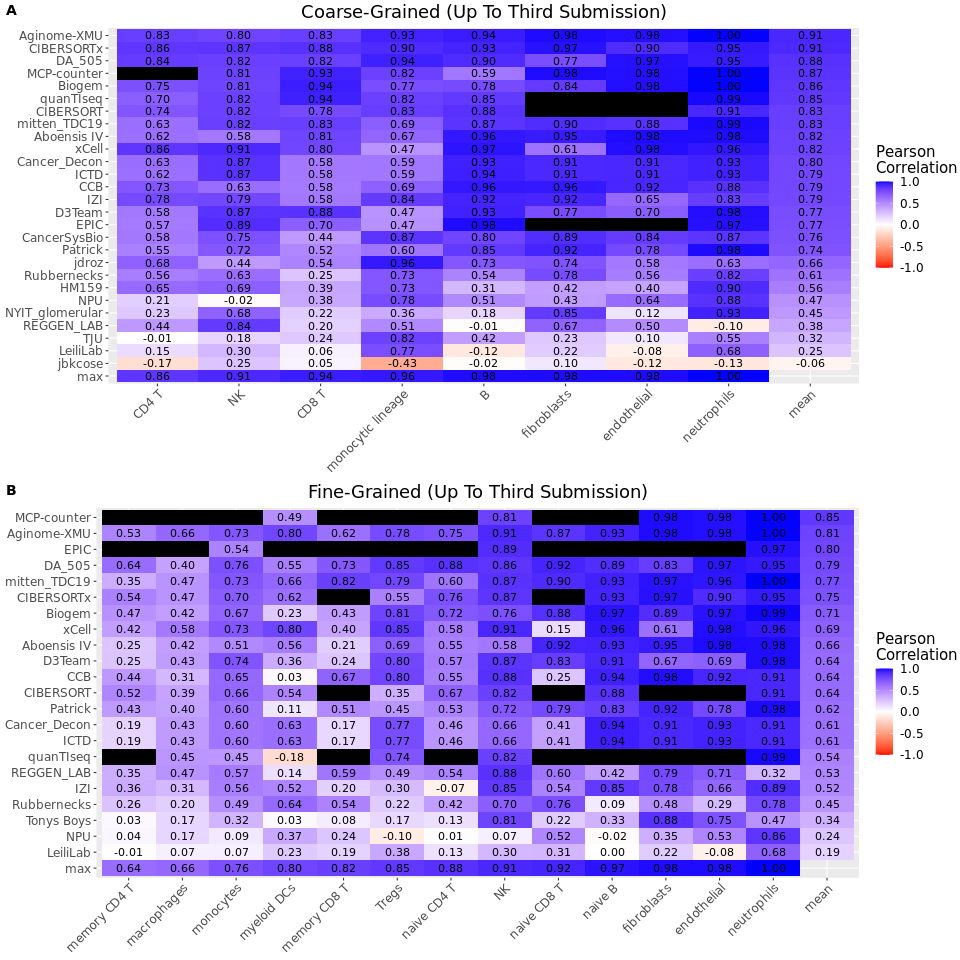 A
Coarse-Grained (Up To Third Submission)
Aginome-XMU 0.83 0.80 0.83 0.93 0.94 0.98 0.98 1.00 0.91
CIBERSORTx 0.86 0.87 0.88 0.90 0.93 0.97 0.90 0.95 0.91
DA_505 0.84 0.82 0.82 0.94 0.90 0.77 0.97 0.95 0.88
MCP-counter 0.81 0.93 0.82 0.59 0.98 0.98 1.00 0.87
Biogem 0.75 0.81 0.94 0.77 0.78 0.84 0.98 1.00 0.86
quanTIseq 0.70 0.82 0.94 0.82 0.85 0.99 0.85
CIBERSORT 0.74 0.82 0.78 0.83 0.88 0.91 0.83
mitten_TDC19 0.63 0.82 0.83 0.69 0.87 0.90 0.88 0.99 0.83
Aboensis IV 0.62 0.58 0.81 0.67 0.96 0.95 0.98 0.98 0.82
xCell 0.86 0.91 0.80 0.47 0.97 0.61 0.98 0.96 0.82
Cancer_Decon 0.63 0.87 0.58 0.59 0.93 0.91 0.91 0.93 0.80
ICTD 0.62 0.87 0.58 0.59 0.94 0.91 0.91 0.93 0.79
CCB 0.73 0.63 0.58 0.69 0.96 0.96 0.92 0.88 0.79
IZI 0.78 0.79 0.58 0.84 0.92 0.92 0.65 0.83 0.79
D3Team 0.58 0.87 0.88 0.47 0.93 0.77 0.70 0.98 0.77
EPIC 0.57 0.89 0.70 0.47 0.98 0.97 0.77
CancerSysBio 0.58 0.75 0.44 0.87 0.80 0.89 0.84 0.87 0.76
Patrick 0.55 0.72 0.52 0.60 0.85 0.92 0.78 0.98 0.74
jdroz 0.68 0.44 0.54 0.96 0.73 0.74 0.58 0.63 0.66
Rubbernecks 0.56 0.63 0.25 0.73 0.54 0.78 0.56 0.82 0.61
HM159 0.65 0.69 0.39 0.73 0.31 0.42 0.40 0.90 0.56
NPU 0.21 -0.02 0.38 0.78 0.51 0.43 0.64 0.88 0.47
NYIT_glomerular 0.23 0.68 0.22 0.36 0.18 0.85 0.12 0.93 0.45
REGGEN_LAB 0.44 0.84 0.20 0.51 -0.01 0.67 0.50 -0.10 0.38
TJU -0.01 0.18 0.24 0.82 0.42 0.23 0.10 0.55 0.32
LeiliLab 0.15 0.30 0.06 0.77 -0.12 0.22 -0.08 0.68 0.25
jbkcose -0.17 0.25 0.05 -0.43 -0.02 0.10 -0.12 -0.13 -0.06
max 0.86 0.91 0.94 0.96 0.98 0.98 0.98 1.00
CD4 T NK CD8 T monocytic lineage B fibroblasts endothelial neutrophils mean
Pearson
Correlation
1.0
0.5
0.0
-0.5
-1.0
B
Fine-Grained (Up To Third Submission)
MCP-counter 0.49 0.81 0.98 0.98 1.00 0.85
Aginome-XMU 0.53 0.66 0.73 0.80 0.62 0.78 0.75 0.91 0.87 0.93 0.98 0.98 1.00 0.81
EPIC 0.54 0.89 0.97 0.80
DA_505 0.64 0.40 0.76 0.55 0.73 0.85 0.88 0.86 0.92 0.89 0.83 0.97 0.95 0.79
mitten_TDC19 0.35 0.47 0.73 0.66 0.82 0.79 0.60 0.87 0.90 0.93 0.97 0.96 1.00 0.77
CIBERSORTx 0.54 0.47 0.70 0.62 0.55 0.76 0.87 0.93 0.97 0.90 0.95 0.75
Biogem 0.47 0.42 0.67 0.23 0.43 0.81 0.72 0.76 0.88 0.97 0.89 0.97 0.99 0.71
xCell 0.42 0.58 0.73 0.80 0.40 0.85 0.58 0.91 0.15 0.96 0.61 0.98 0.96 0.69
Aboensis IV 0.25 0.42 0.51 0.56 0.21 0.69 0.55 0.58 0.92 0.93 0.95 0.98 0.98 0.66
D3Team 0.25 0.43 0.74 0.36 0.24 0.80 0.57 0.87 0.83 0.91 0.67 0.69 0.98 0.64
CCB 0.44 0.31 0.65 0.03 0.67 0.80 0.55 0.88 0.25 0.94 0.98 0.92 0.91 0.64
CIBERSORT 0.52 0.39 0.66 0.54 0.35 0.67 0.82 0.88 0.91 0.64
Patrick 0.43 0.40 0.60 0.11 0.51 0.45 0.53 0.72 0.79 0.83 0.92 0.78 0.98 0.62
Cancer_Decon 0.19 0.43 0.60 0.63 0.17 0.77 0.46 0.66 0.41 0.94 0.91 0.93 0.91 0.61
ICTD 0.19 0.43 0.60 0.63 0.17 0.77 0.46 0.66 0.41 0.94 0.91 0.93 0.91 0.61
quanTIseq 0.45 0.45 -0.18 0.74 0.82 0.99 0.54
REGGEN_LAB 0.35 0.47 0.57 0.14 0.59 0.49 0.54 0.88 0.60 0.42 0.79 0.71 0.32 0.53
IZI 0.36 0.31 0.56 0.52 0.20 0.30 -0.07 0.85 0.54 0.85 0.78 0.66 0.89 0.52
Rubbernecks 0.26 0.20 0.49 0.64 0.54 0.22 0.42 0.70 0.76 0.09 0.48 0.29 0.78 0.45
Tonys Boys 0.03 0.17 0.32 0.03 0.08 0.17 0.13 0.81 0.22 0.33 0.88 0.75 0.47 0.34
NPU 0.04 0.17 0.09 0.37 0.24 -0.10 0.01 0.07 0.52 -0.02 0.35 0.53 0.86 0.24
LeiliLab -0.01 0.07 0.07 0.23 0.19 0.38 0.13 0.30 0.31 0.00 0.22 -0.08 0.68 0.19
max 0.64 0.66 0.76 0.80 0.82 0.85 0.88 0.91 0.92 0.97 0.98 0.98 1.00
memory CD4 T macrophages monocytes myeloid DCs memory CD8 T Tregs naive CD4 T NK naive CD8 T naive B fibroblasts endothelial neutrophils mean
Pearson
Correlation
1.0
0.5
0.0
-0.5
-1.0